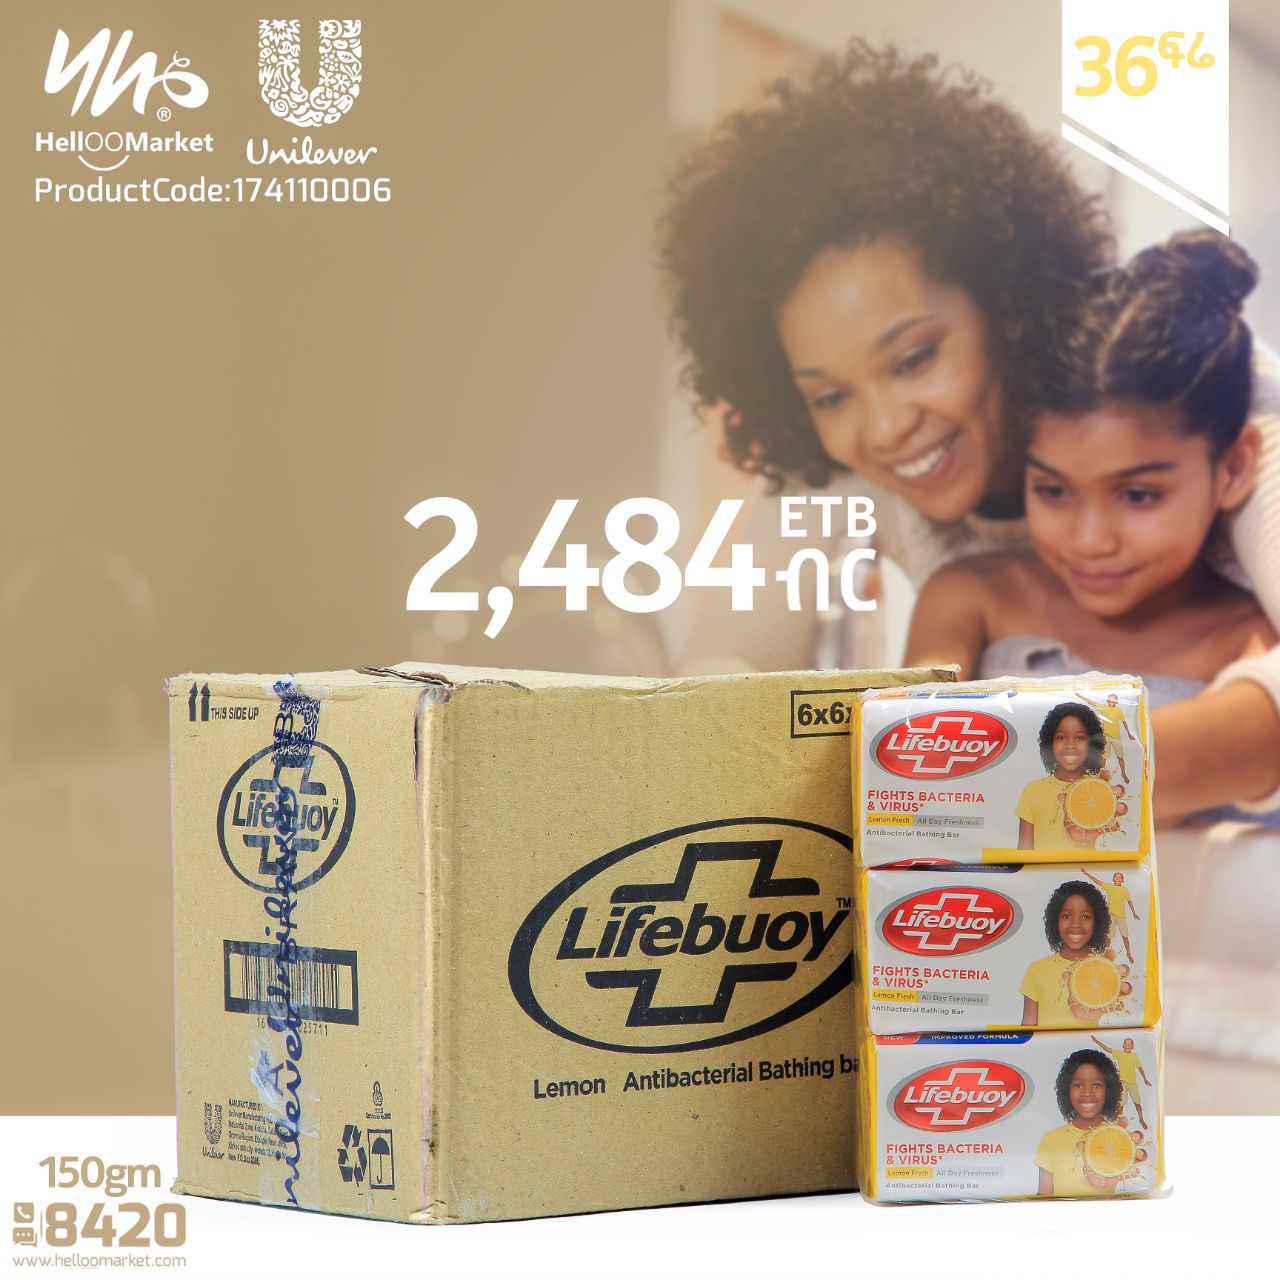 HellOOMarket
Unilever
ProductCode:174110006
36ፍሬ
2,484 ETB
ብር
THIS SIDE UP
Lifebuoy
6x6x
Lifebuoy™
Lemon Antibacterial Bathing ba
Unilever
Lifebuoy
FIGHTS BACTERIA
& VIRUS*
Lemon Fresh All Day Freshness
Antibacterial Bathing Bar
Lifebuoy
FIGHTS BACTERIA
& VIRUS*
Lemon Fresh All Day Freshness
Antibacterial Bathing Bar
NEW IMPROVED FORMULA
Lifebuoy
FIGHTS BACTERIA
& VIRUS*
Lemon Fresh All Day Freshness
Antibacterial Bathing Bar
150gm
8420
www.helloomarket.com